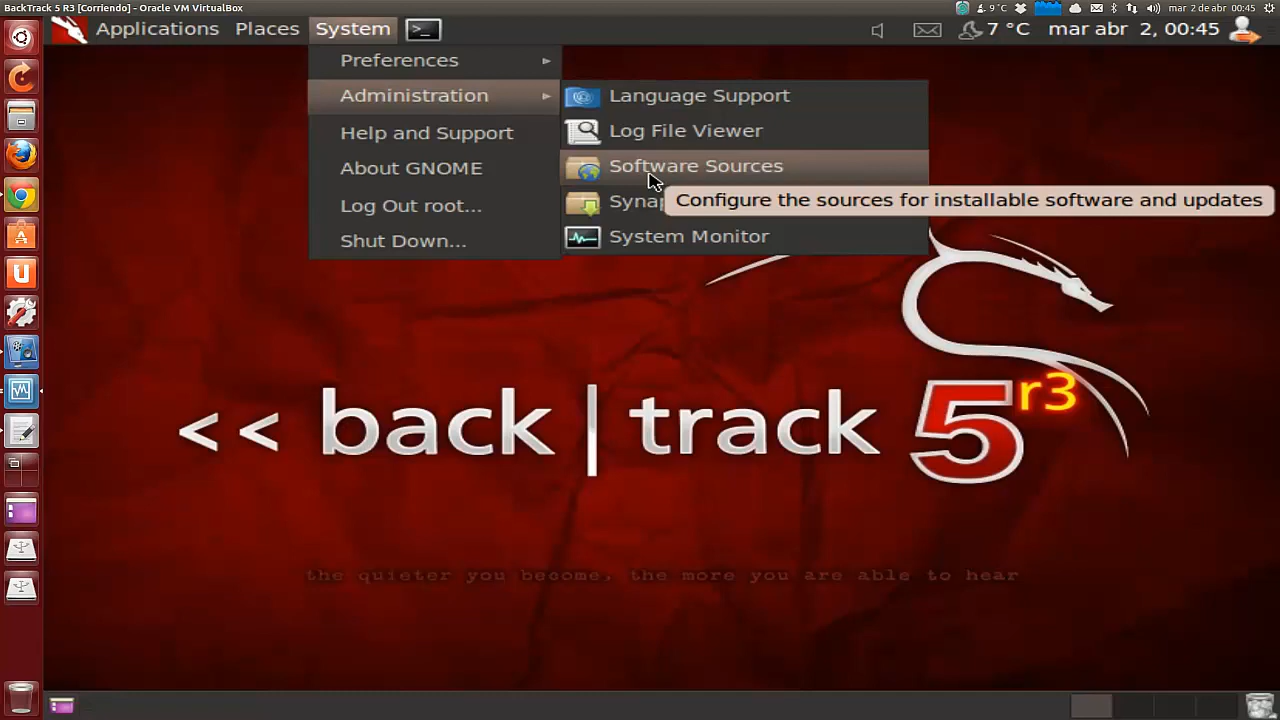 BackTrack 5 R3 [Corriendo] - Oracle VM VirtualBox
9°C
mar 2 de abr 00:45
Applications Places System
7 °C mar abr 2, 00:45
Preferences
Administration
Help and Support
About GNOME
Log Out root...
Shut Down...
Language Support
Log File Viewer
Software Sources
Configure the sources for installable software and updates
System Monitor
<< back | track 5 r3
the quieter you become, the more you are able to hear